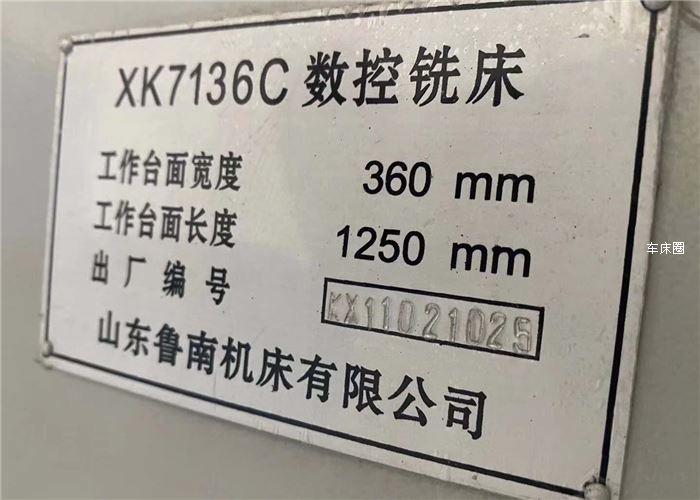 XK7136C 数控铣床
工作台面宽度 360 mm
工作台面长度 1250 mm
出厂编号 KX11021025
山东鲁南机床有限公司
车床圈